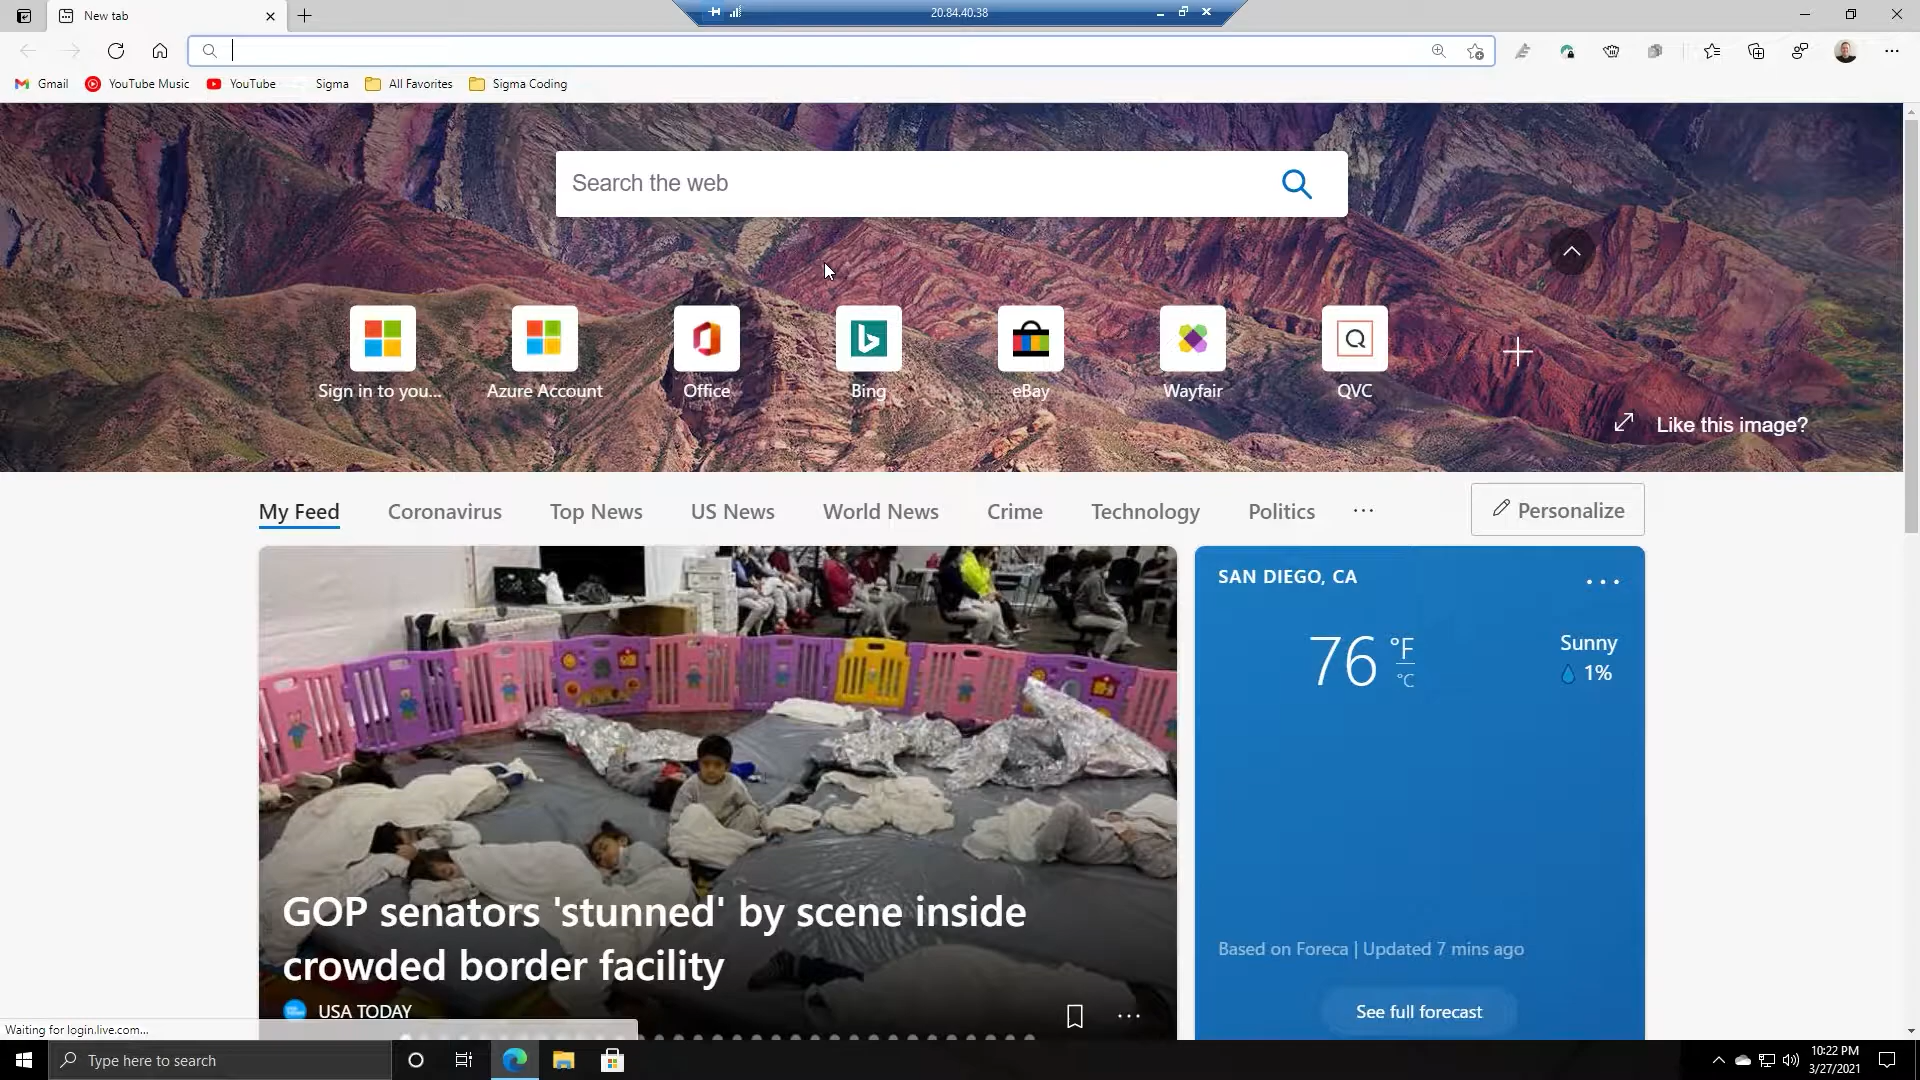 New tab
20.84.40.38
Gmail
YouTube Music
YouTube
Sigma
All Favorites
Sigma Coding
Search the web
Sign in to you...
Azure Account
Office
Bing
eBay
Wayfair
QVC
Like this image?
My Feed
Coronavirus
Top News
US News
World News
Crime
Technology
Politics
Personalize
SAN DIEGO, CA
76 °F
°C
Sunny
1%
Based on Foreca | Updated 7 mins ago
See full forecast
GOP senators 'stunned' by scene inside
crowded border facility
USA TODAY
Waiting for login.live.com...
Type here to search
10:22 PM
3/27/2021